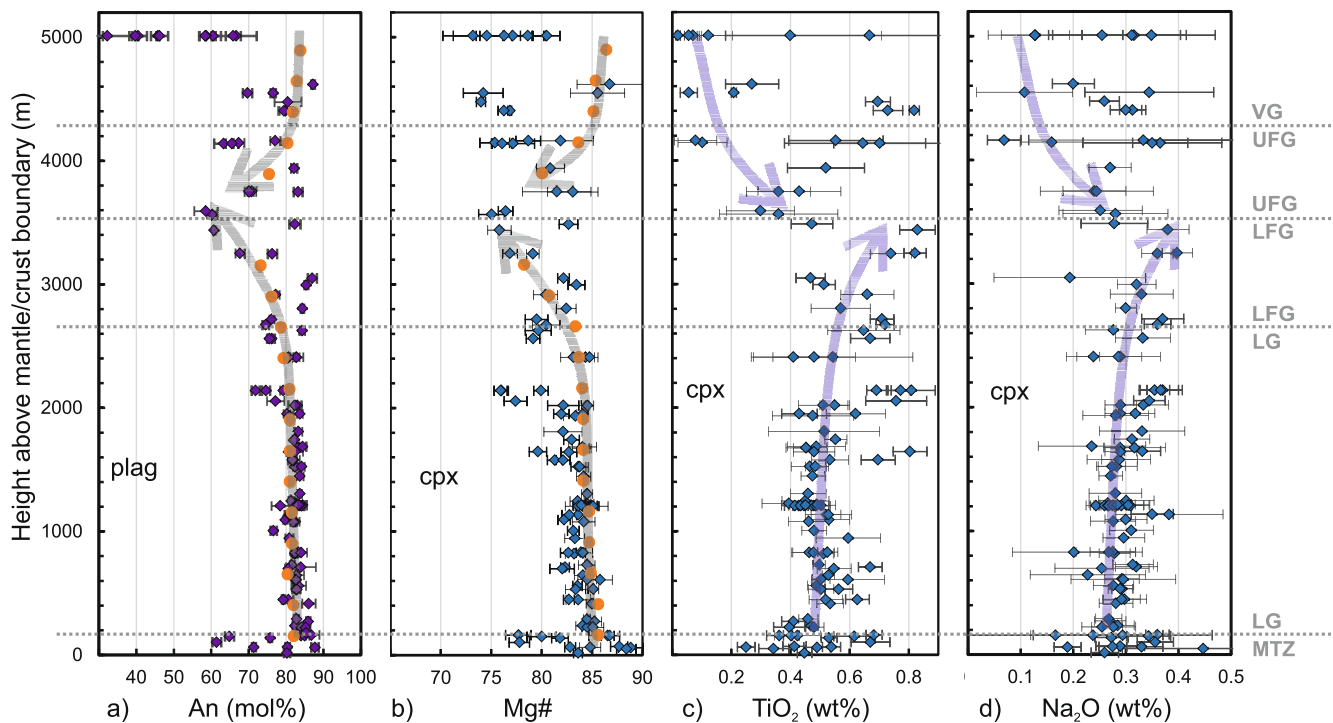 Height above mantle/crust boundary (m)
5000
4000
3000
2000
1000
0
plag
cpx
cpx
cpx
VG
UFG
UFG
LFG
LFG
LG
LG
MTZ
30 40 50 60 70 80 90 100
65 70 75 80 85 90
0.2 0.4 0.6 0.8
0.1 0.2 0.3 0.4 0.5
a) An (mol%)
b) Mg#
c) TiO₂ (wt%)
d) Na₂O (wt%)